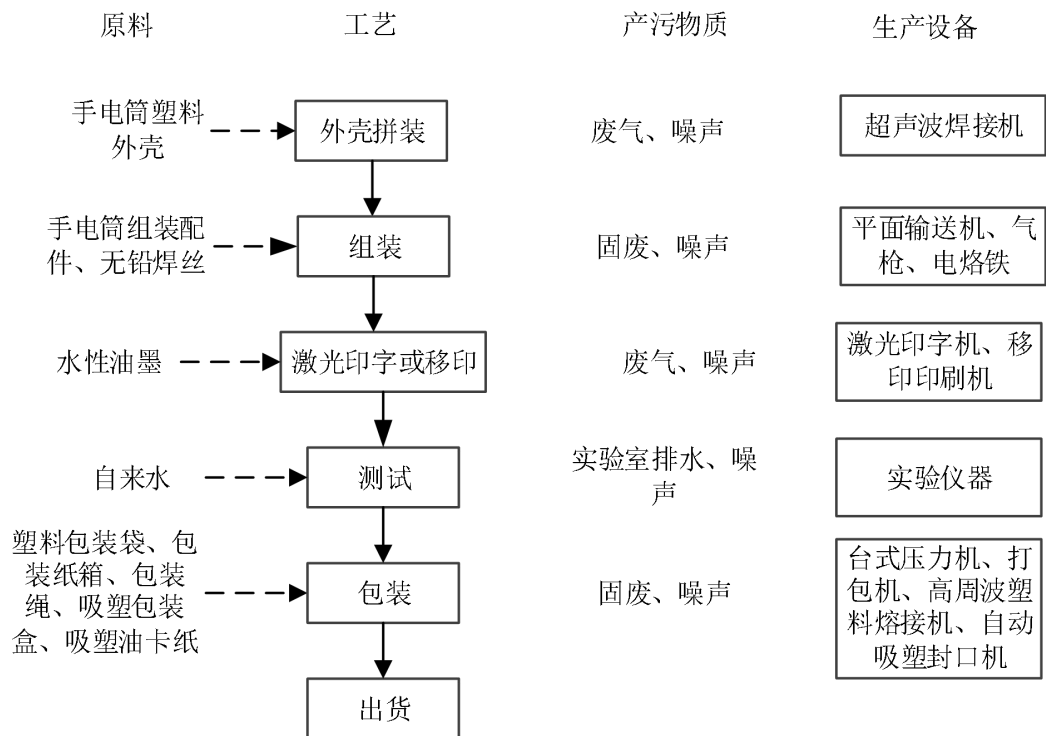 原料 工艺 产污物质 生产设备
手电筒塑料
外壳
外壳拼装
废气、噪声
超声波焊接机
手电筒组装配
件、无铅焊丝
组装
固废、噪声
平面输送机、气
枪、电烙铁
水性油墨
激光印字或移印
废气、噪声
激光印字机、移
印印刷机
自来水
测试
实验室排水、噪
声
实验仪器
塑料包装袋、包
装纸箱、包装
绳、吸塑包装
盒、吸塑油卡纸
包装
固废、噪声
台式压力机、打
包机、高周波塑
料熔接机、自动
吸塑封口机
出货